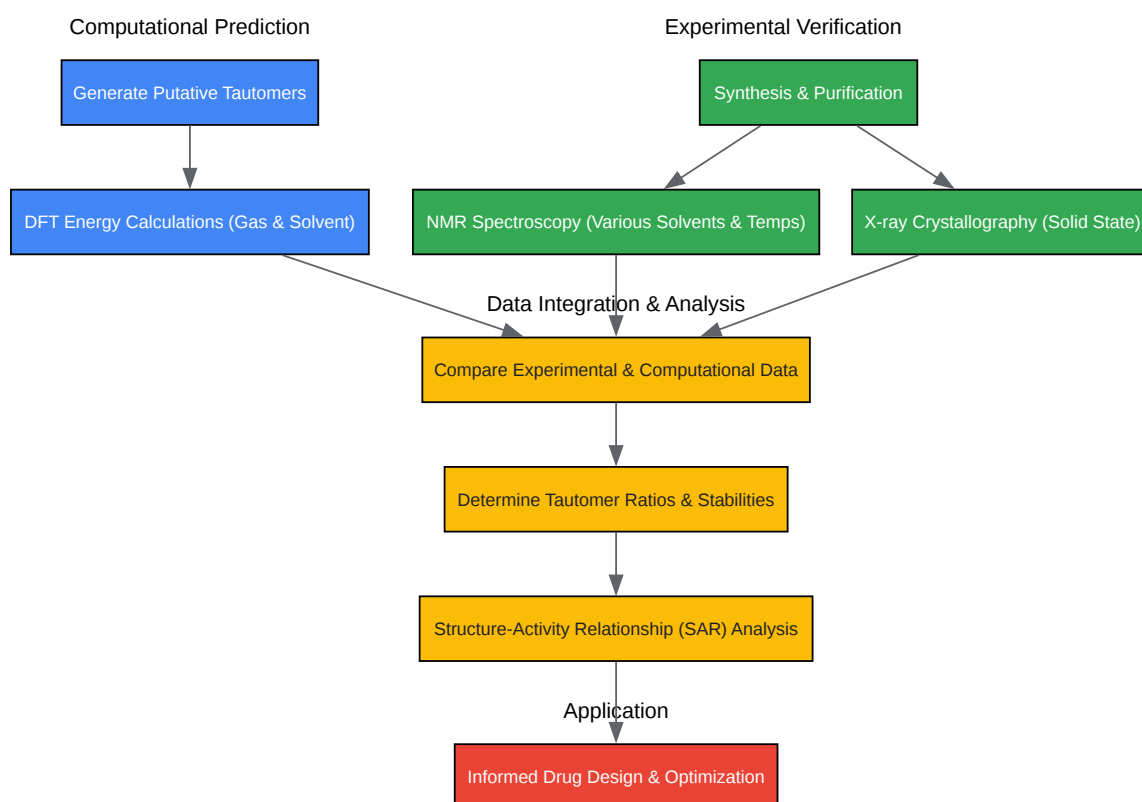 Computational Prediction
Experimental Verification
Generate Putative Tautomers
Synthesis & Purification
DFT Energy Calculations (Gas & Solvent)
NMR Spectroscopy (Various Solvents & Temps)
X-ray Crystallography (Solid State)
Data Integration & Analysis
Compare Experimental & Computational Data
Determine Tautomer Ratios & Stabilities
Structure-Activity Relationship (SAR) Analysis
Application
Informed Drug Design & Optimization